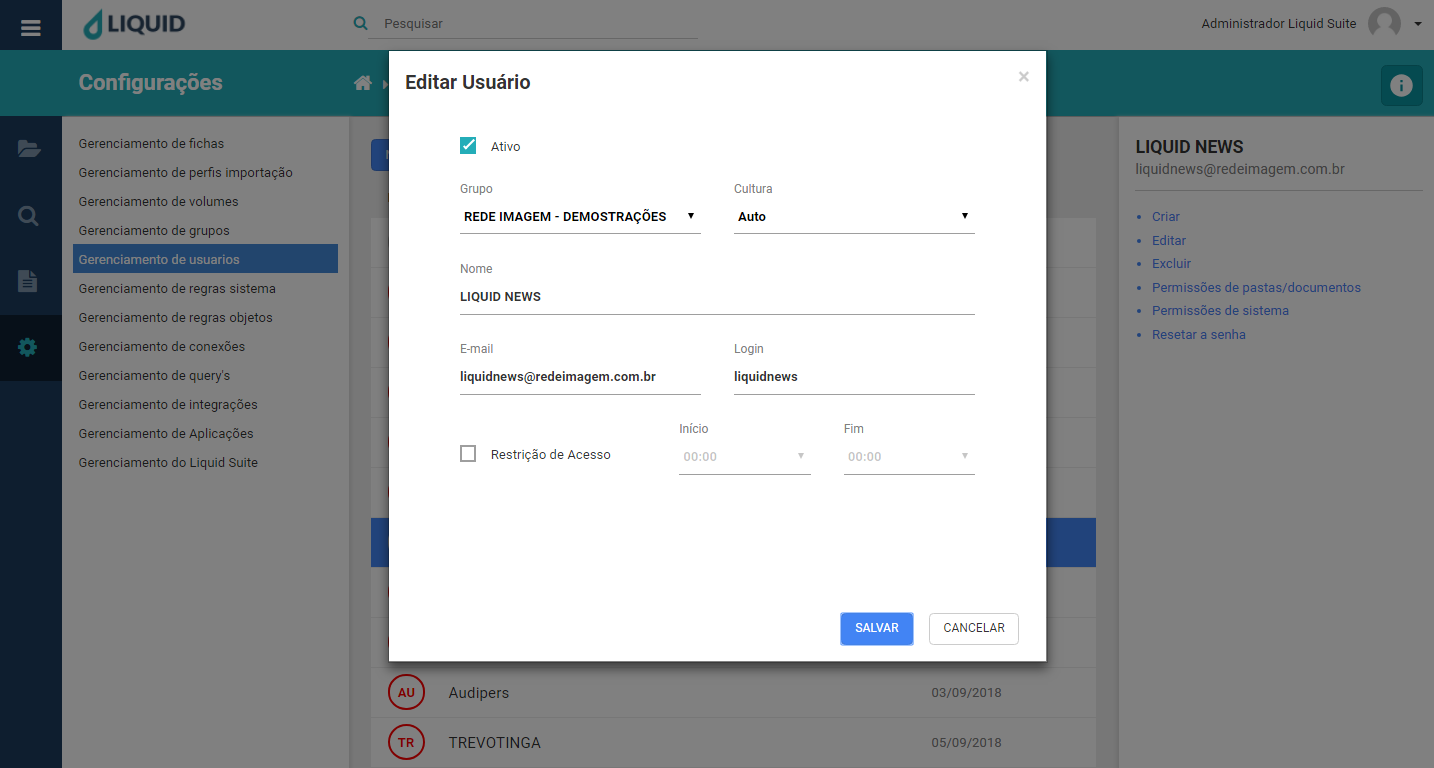 LIQUID
Pesquisar
Administrador Liquid Suite
Configurações
Editar Usuário
×
Ativo
Grupo
Cultura
REDE IMAGEM - DEMOSTRAÇÕES
Auto
Nome
LIQUID NEWS
E-mail
Login
liquidnews@redeimagem.com.br
liquidnews
Início
Fim
Restrição de Acesso
00:00
00:00
SALVAR
CANCELAR
Gerenciamento de fichas
Gerenciamento de perfis importação
Gerenciamento de volumes
Gerenciamento de grupos
Gerenciamento de usuarios
Gerenciamento de regras sistema
Gerenciamento de regras objetos
Gerenciamento de conexões
Gerenciamento de query's
Gerenciamento de integrações
Gerenciamento de Aplicações
Gerenciamento do Liquid Suite
AU Audipers 03/09/2018
TR TREVOTINGA 05/09/2018
LIQUID NEWS
liquidnews@redeimagem.com.br
Criar
Editar
Excluir
Permissões de pastas/documentos
Permissões de sistema
Resetar a senha